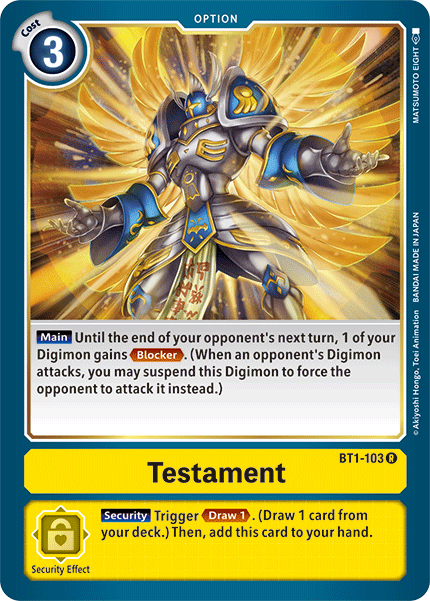 OPTION
Cost
3
MATSUMOTO EIGHT
©Akiyoshi Hongo, Toei Animation BANDAI MADE IN JAPAN
Main Until the end of your opponent's next turn, 1 of your
Digimon gains Blocker. (When an opponent's Digimon
attacks, you may suspend this Digimon to force the
opponent to attack it instead.)
BT1-103 R
Testament
Security Trigger Draw 1. (Draw 1 card from
your deck.) Then, add this card to your hand.
Security Effect